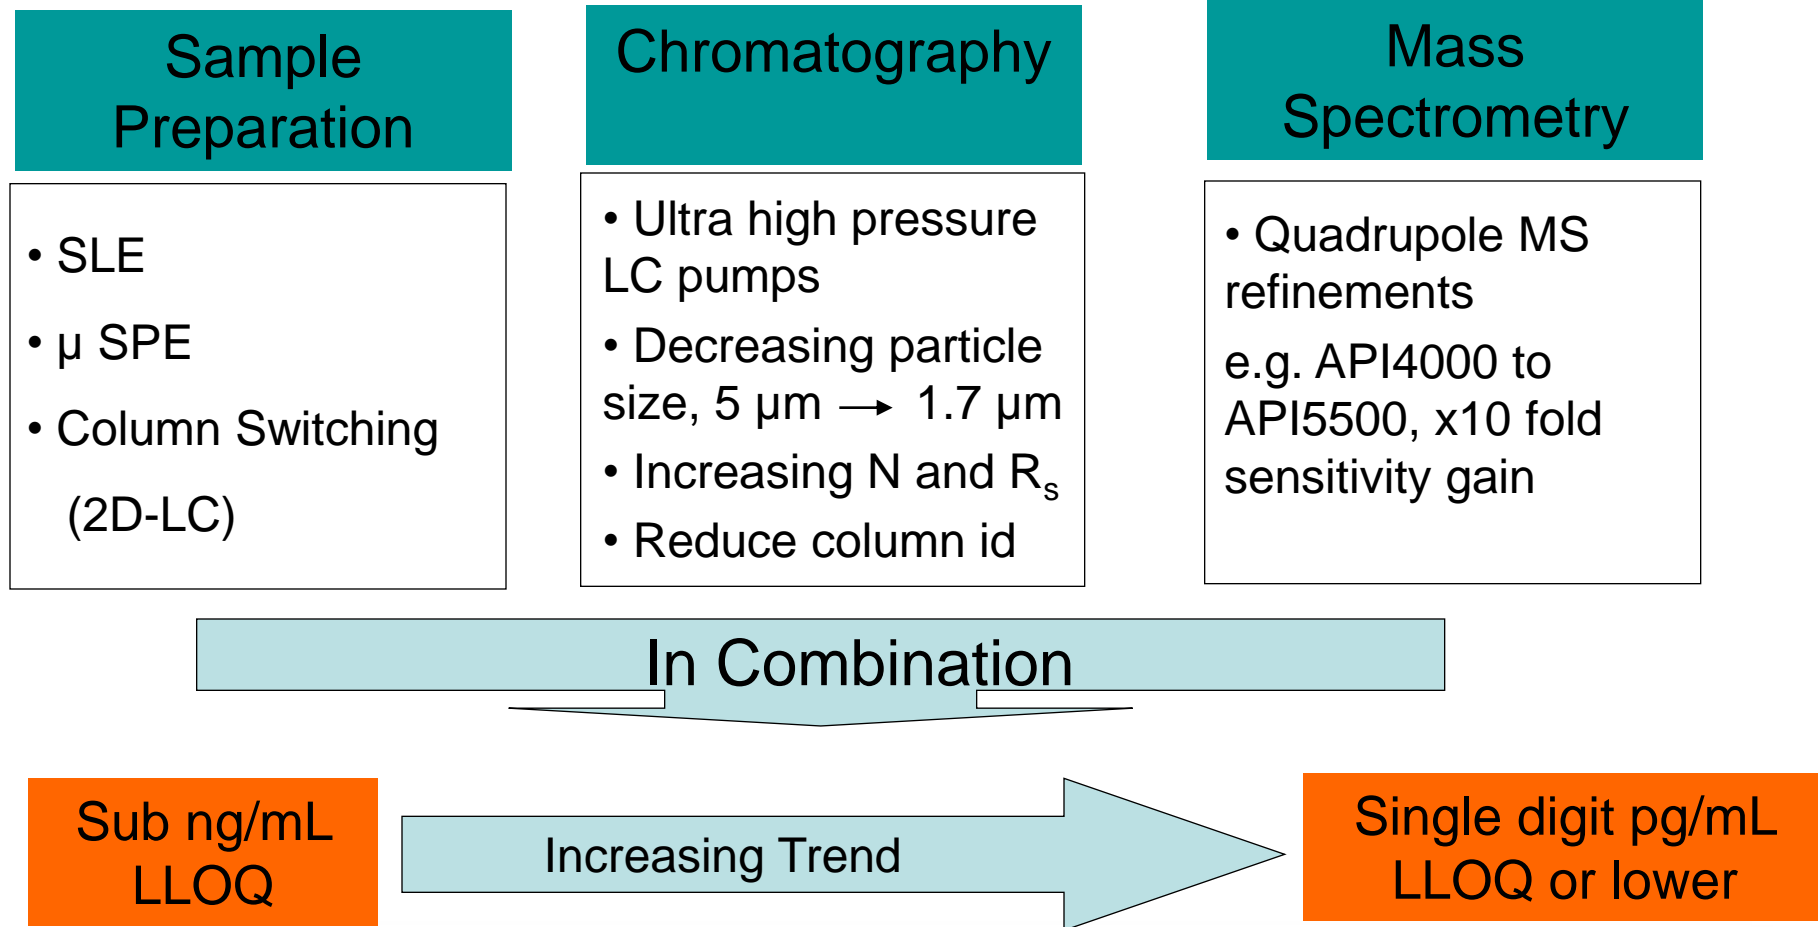 Sample
Preparation
• SLE
• µ SPE
• Column Switching
(2D-LC)
Chromatography
• Ultra high pressure
LC pumps
• Decreasing particle
size, 5 µm → 1.7 µm
• Increasing N and Rs
• Reduce column id
Mass
Spectrometry
• Quadrupole MS
refinements
e.g. API4000 to
API5500, x10 fold
sensitivity gain
In Combination
Sub ng/mL
LLOQ
Increasing Trend
Single digit pg/mL
LLOQ or lower